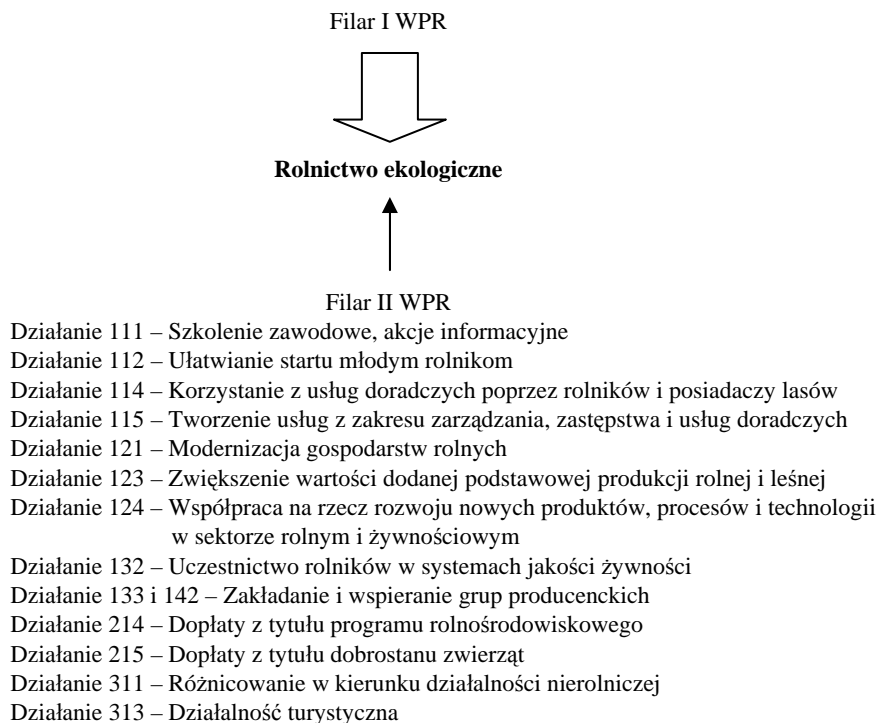 Filar I WPR
Rolnictwo ekologiczne
Filar II WPR
Działanie 111 – Szkolenie zawodowe, akcje informacyjne
Działanie 112 – Ułatwianie startu młodym rolnikom
Działanie 114 – Korzystanie z usług doradczych poprzez rolników i posiadaczy lasów
Działanie 115 – Tworzenie usług z zakresu zarządzania, zastępstwa i usług doradczych
Działanie 121 – Modernizacja gospodarstw rolnych
Działanie 123 – Zwiększenie wartości dodanej podstawowej produkcji rolnej i leśnej
Działanie 124 – Współpraca na rzecz rozwoju nowych produktów, procesów i technologii
w sektorze rolnym i żywnościowym
Działanie 132 – Uczestnictwo rolników w systemach jakości żywności
Działanie 133 i 142 – Zakładanie i wspieranie grup producenckich
Działanie 214 – Dopłaty z tytułu programu rolnośrodowiskowego
Działanie 215 – Dopłaty z tytułu dobrostanu zwierząt
Działanie 311 – Różnicowanie w kierunku działalności nierolniczej
Działanie 313 – Działalność turystyczna